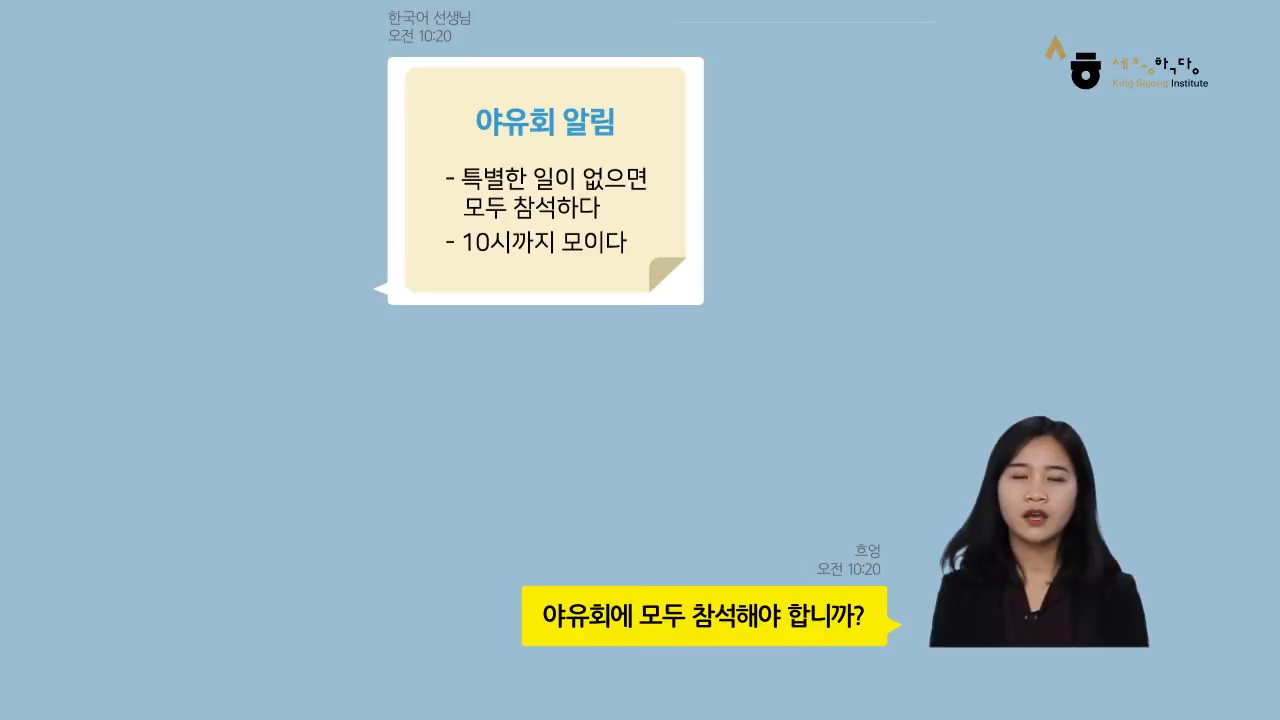 한국어 선생님
오전 10:20
세종학당
King Sejong Institute
야유회 알림
- 특별한 일이 없으면
모두 참석하다
- 10시까지 모이다
흐엉
오전 10:20
야유회에 모두 참석해야 합니까?